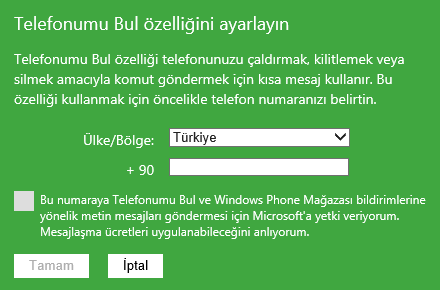 Telefonumu Bul özelliğini ayarlayın
Telefonumu Bul özelliği telefonunuzu çaldırmak, kilitlemek veya
silmek amacıyla komut göndermek için kısa mesaj kullanır. Bu
özelliği kullanmak için öncelikle telefon numaranızı belirtin.
Ülke/Bölge: Türkiye
+ 90
Bu numaraya Telefonumu Bul ve Windows Phone Mağazası bildirimlerine
yönelik metin mesajları göndermesi için Microsoft'a yetki veriyorum.
Mesajlaşma ücretleri uygulanabileceğini anlıyorum.
Tamam İptal